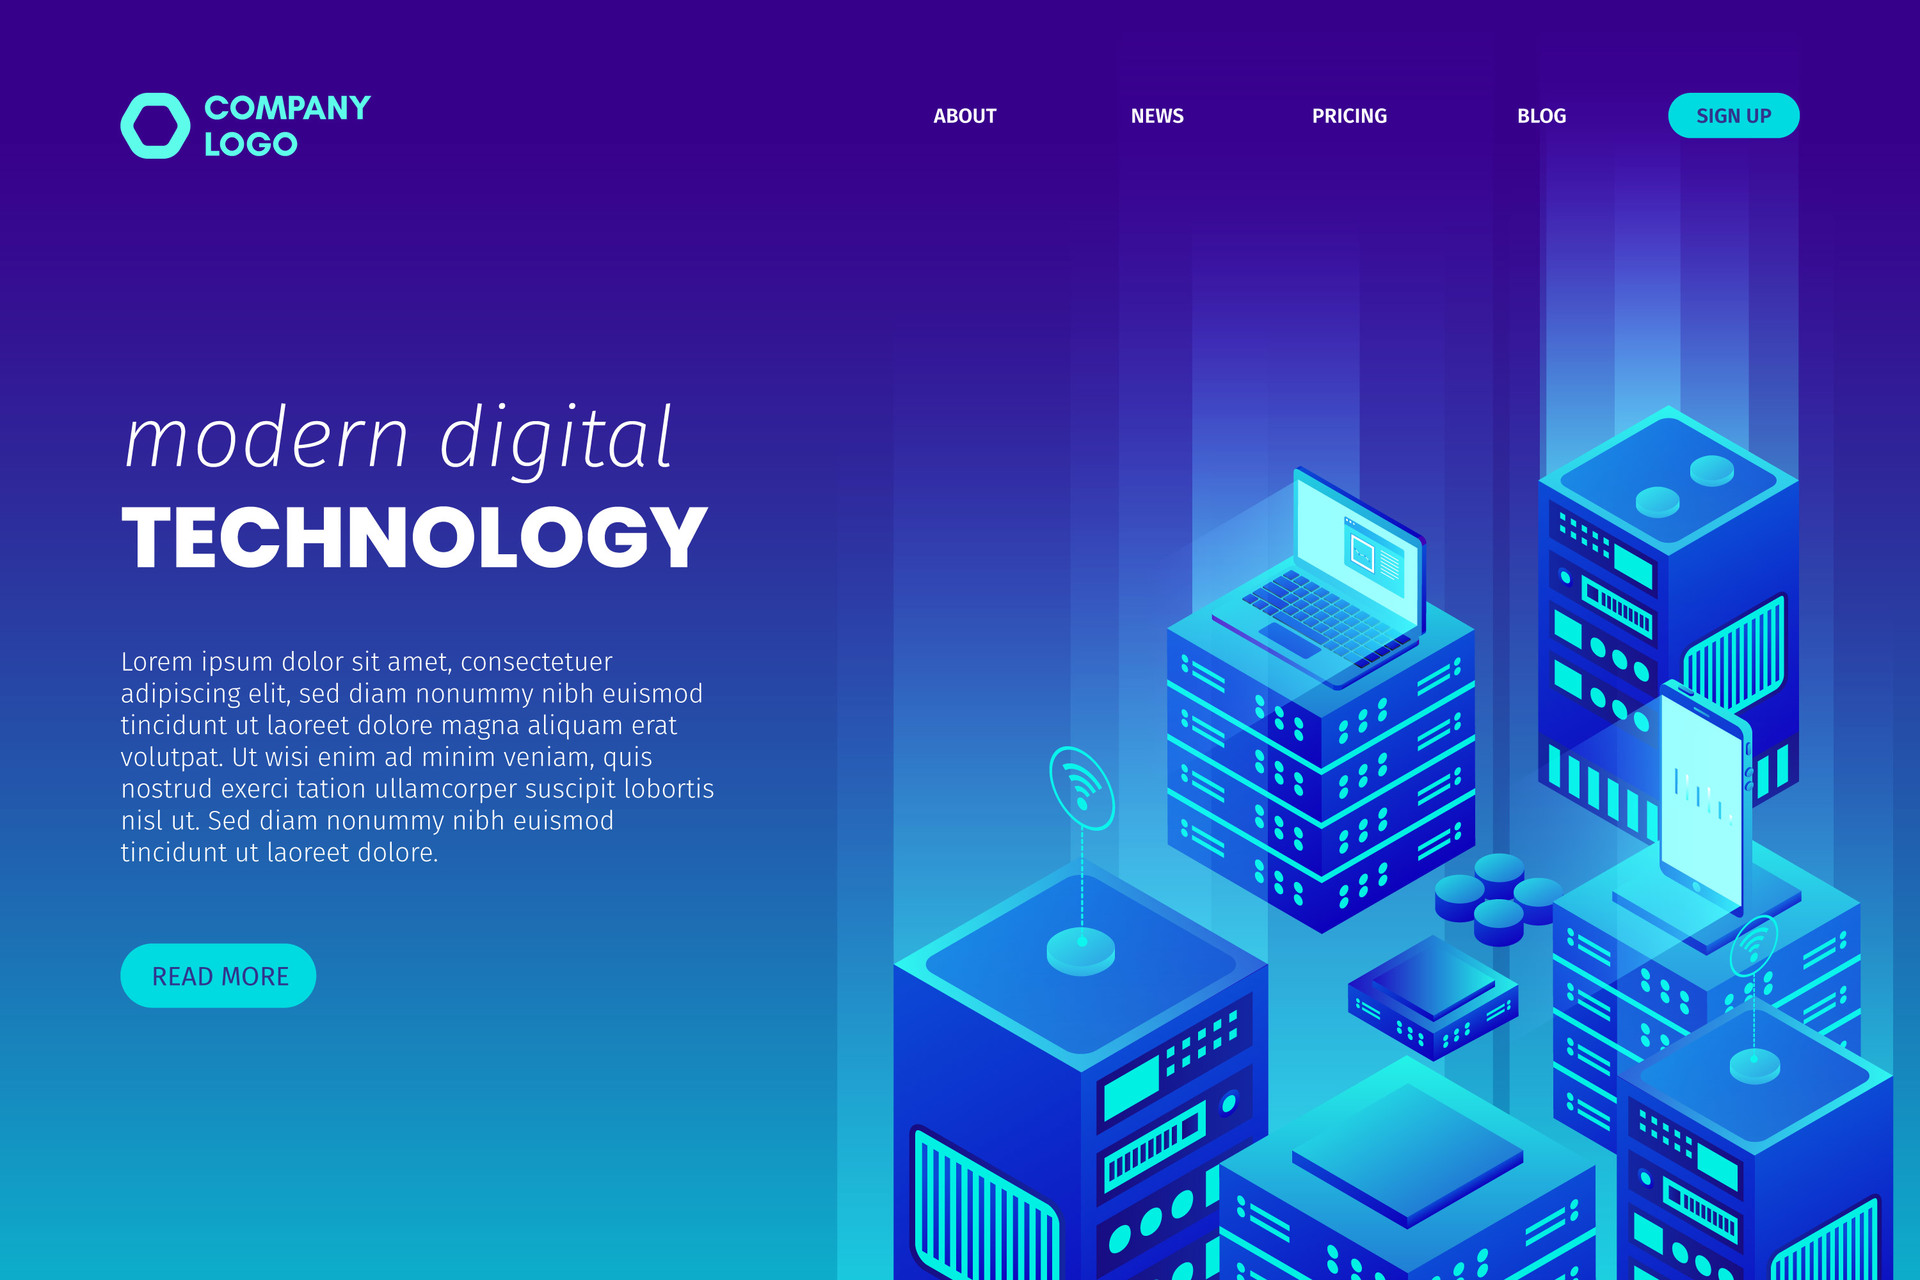 COMPANY
LOGO
ABOUT
NEWS
PRICING
BLOG
SIGN UP
modern digital
TECHNOLOGY
Lorem ipsum dolor sit amet, consectetuer
adipiscing elit, sed diam nonummy nibh euismod
tincidunt ut laoreet dolore magna aliquam erat
volutpat. Ut wisi enim ad minim veniam, quis
nostrud exerci tation ullamcorper suscipit lobortis
nisl ut. Sed diam nonummy nibh euismod
tincidunt ut laoreet dolore.
READ MORE